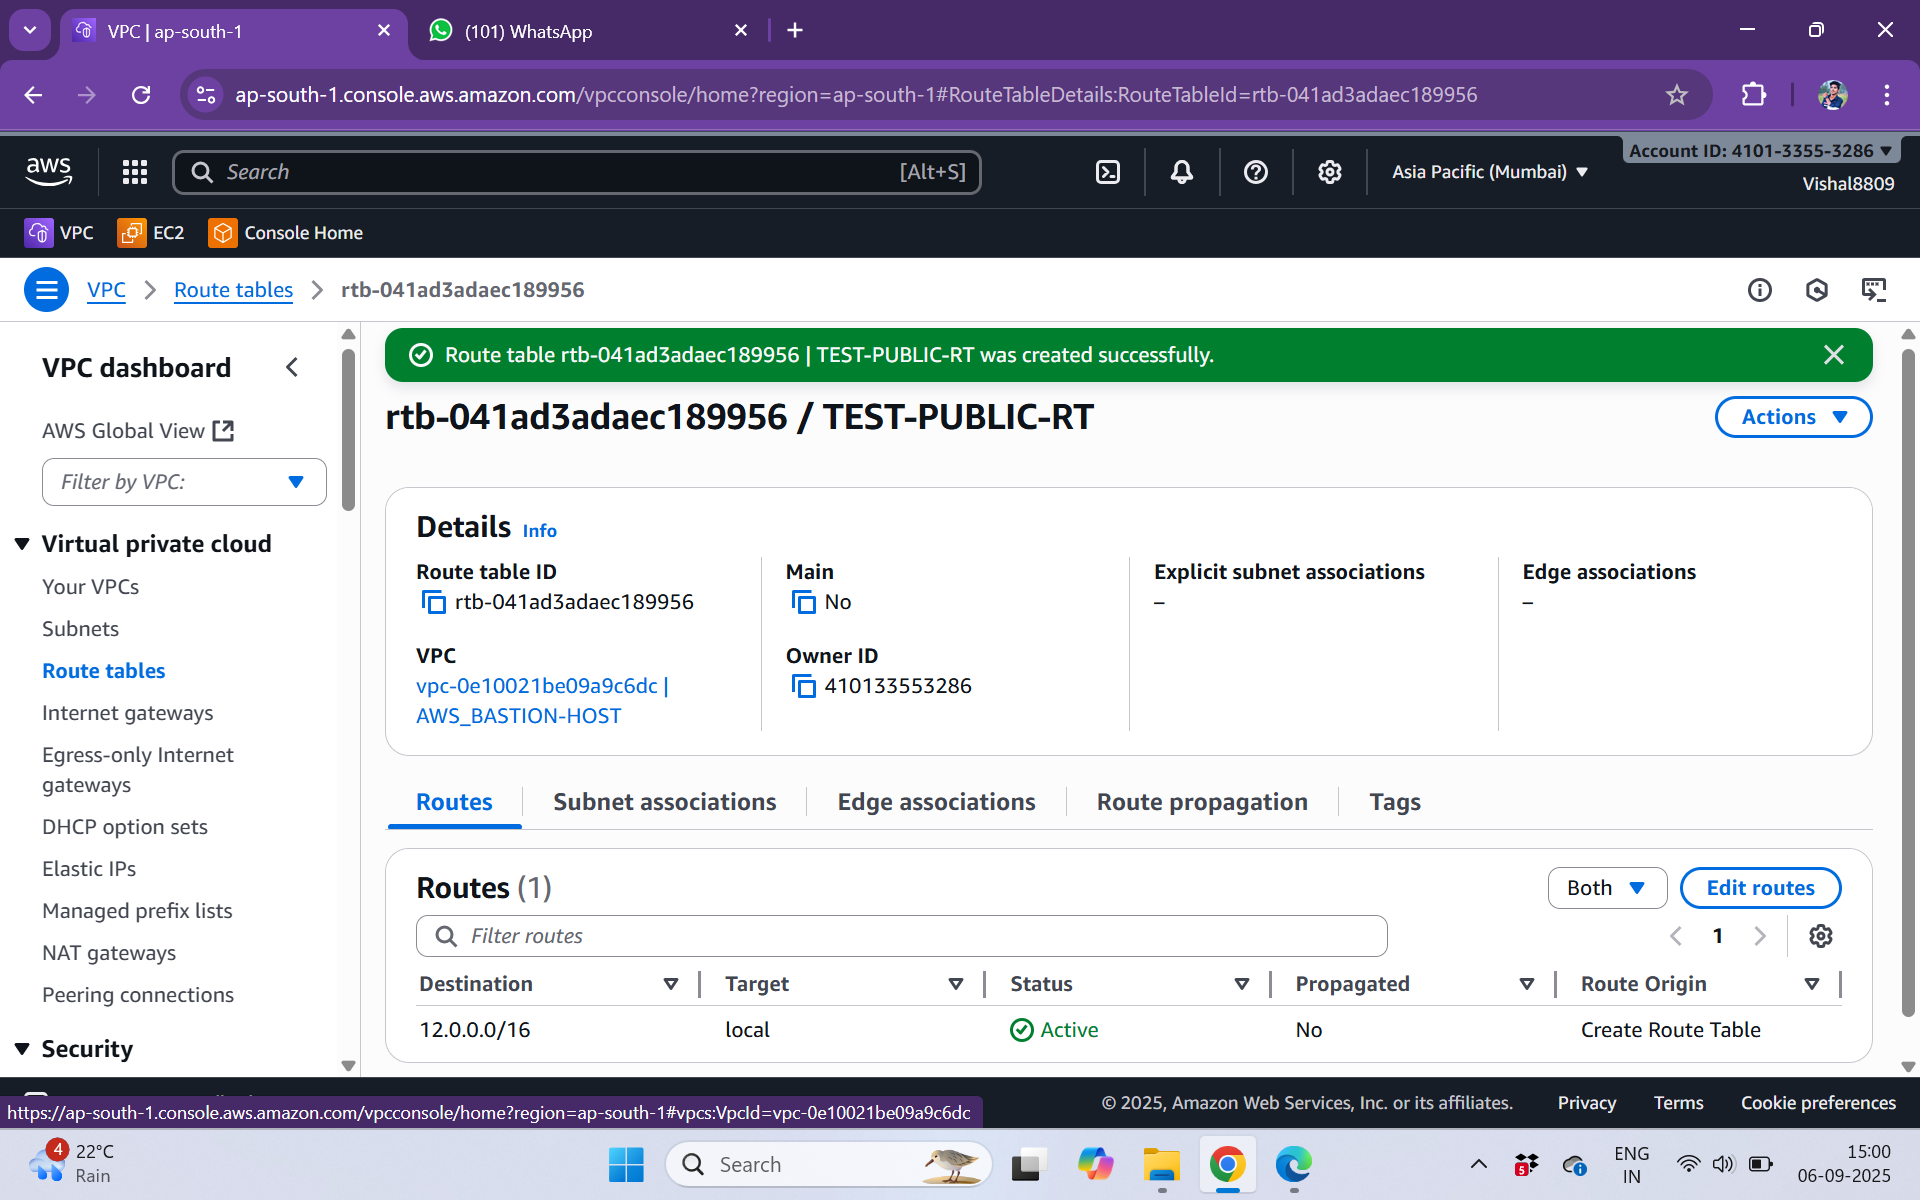 VPC | ap-south-1
(101) WhatsApp
ap-south-1.console.aws.amazon.com/vpcconsole/home?region=ap-south-1#RouteTableDetails:RouteTableId=rtb-041ad3adaec189956
aws
Search
[Alt+S]
Asia Pacific (Mumbai)
Account ID: 4101-3355-3286
Vishal8809
VPC
EC2
Console Home
VPC
Route tables
rtb-041ad3adaec189956
VPC dashboard
AWS Global View
Filter by VPC:
Virtual private cloud
Your VPCs
Subnets
Route tables
Internet gateways
Egress-only Internet
gateways
DHCP option sets
Elastic IPs
Managed prefix lists
NAT gateways
Peering connections
Security
Route table rtb-041ad3adaec189956 | TEST-PUBLIC-RT was created successfully.
rtb-041ad3adaec189956 / TEST-PUBLIC-RT
Actions
Details Info
Route table ID
rtb-041ad3adaec189956
Main
No
Explicit subnet associations
–
Edge associations
–
VPC
vpc-0e10021be09a9c6dc |
AWS_BASTION-HOST
Owner ID
410133553286
Routes
Subnet associations
Edge associations
Route propagation
Tags
Routes (1)
Both
Edit routes
Filter routes
1
Destination Target Status Propagated Route Origin
12.0.0.0/16 local Active No Create Route Table
https://ap-south-1.console.aws.amazon.com/vpcconsole/home?region=ap-south-1#vpcs:VpcId=vpc-0e10021be09a9c6dc
© 2025, Amazon Web Services, Inc. or its affiliates.
Privacy
Terms
Cookie preferences
4
22°C
Rain
Search
5
ENG
IN
15:00
06-09-2025